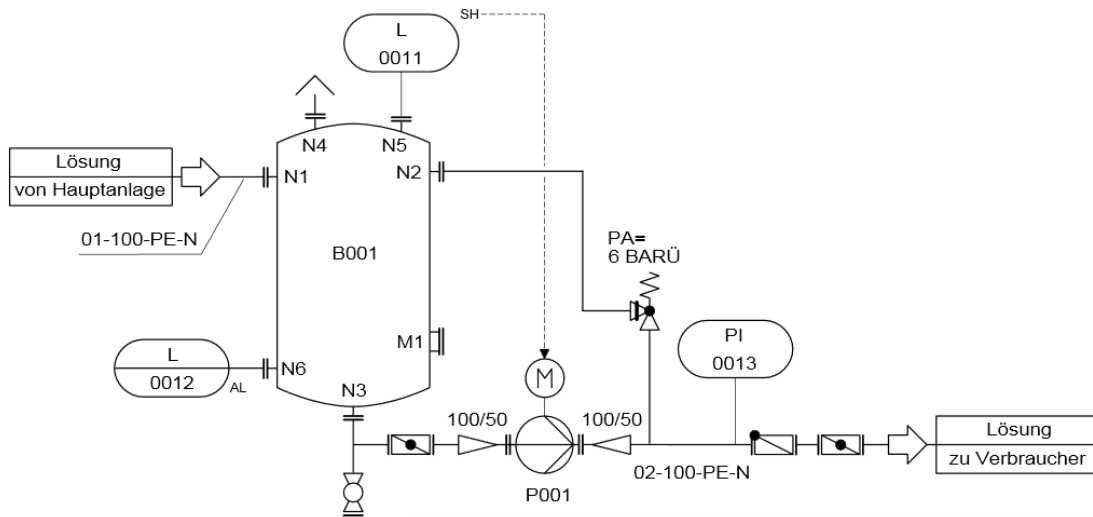 L
0011
SH
N4
N5
Lösung
von Hauptanlage
N1
N2
01-100-PE-N
B001
PA=
6 BARÜ
M1
PI
0013
L
0012
AL
N6
N3
M
100/50
100/50
P001
02-100-PE-N
Lösung
zu Verbraucher